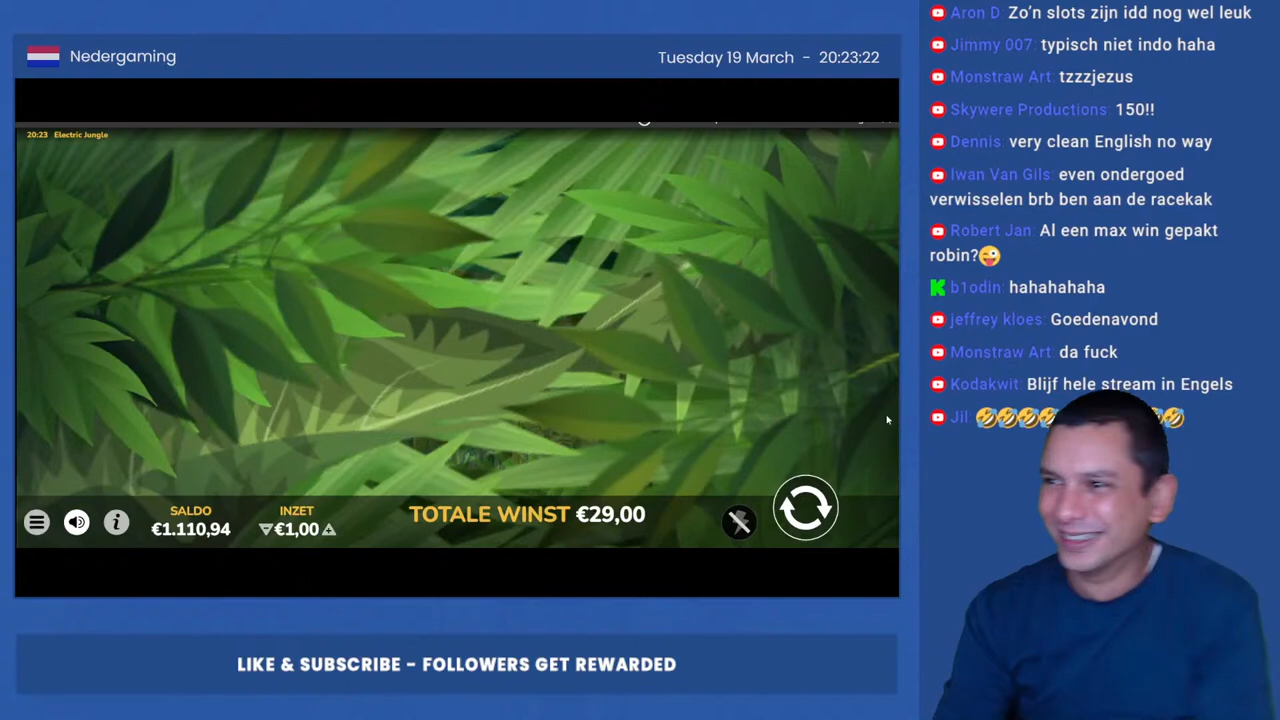 Nedergaming
Tuesday 19 March - 20:23:22
20:23 Electric Jungle
SALDO
€1.110,94
INZET
€1,00
TOTALE WINST €29,00
LIKE & SUBSCRIBE - FOLLOWERS GET REWARDED
Aron D: Zo'n slots zijn idd nog wel leuk
Jimmy 007: typisch niet indo haha
Monstraw Art: tzzzjezus
Skywere Productions: 150!!
Dennis: very clean English no way
Iwan Van Gils: even ondergoed
verwisselen brb ben aan de racekak
Robert Jan: Al een max win gepakt
robin?😜
b1odin: hahahahaha
jeffrey kloes: Goedenavond
Monstraw Art: da fuck
Kodakwit: Blijf hele stream in Engels
Jil